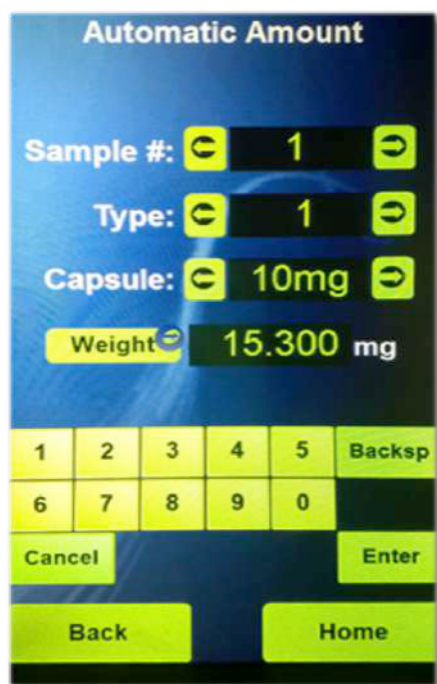 Automatic Amount
Sample #: 1
Type: 1
Capsule: 10mg
Weight 15.300 mg
1 2 3 4 5 Backsp
6 7 8 9 0
Cancel Enter
Back Home